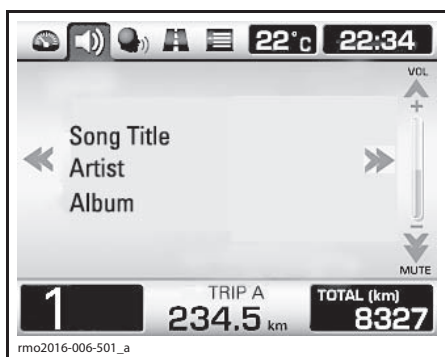 22°c 22:34
VOL
+
Song Title
Artist
Album
−
MUTE
1 TRIP A 234.5 km TOTAL (km) 8327
rmo2016-006-501_a